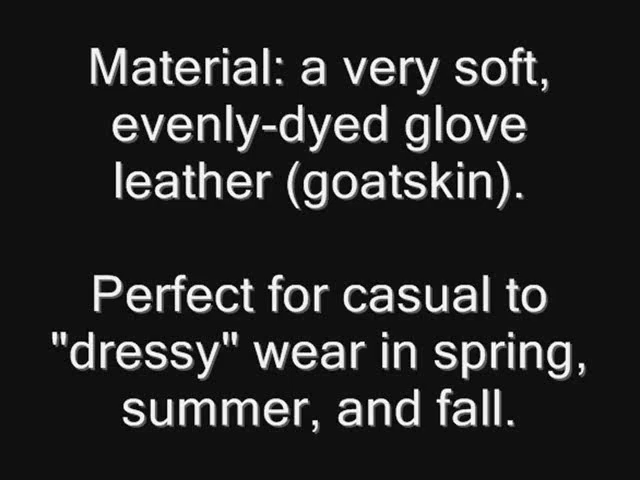 Material: a very soft,
evenly-dyed glove
leather (goatskin).
Perfect for casual to
"dressy" wear in spring,
summer, and fall.